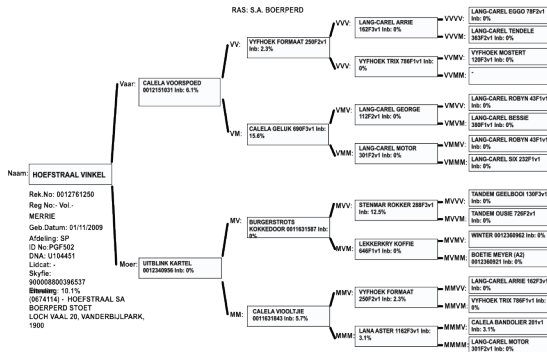 RAS: S.A. BOERPERD
Naam:
HOEFSTRAAL VINKEL
Rek.No: 0012761250
Reg No:- Vol.-
MERRIE
Geb.Datum: 01/11/2009
Afdeling: SP
ID No:PGF502
DNA: U104451
Lidcat: -
Skyfie:
900008800396537
10.1%
(0674114) - HOEFSTRAAL SA
BOERPERD STOET
LOCH VAAL 20, VANDERBIJLPARK,
1900
Vaar:
CALELA VOORSPOED
0012151031 Inb: 6.1%
Moer:
UITBLINK KARTEL
0012340956 Inb: 0%
VV:
VYFHOEK FORMAAT 250F2v1
Inb: 2.3%
VM:
CALELA GELUK 690F3v1 Inb:
15.6%
MV:
BURGERSTROTS
KOKKEDOOR 0011631587 Inb:
0%
MM:
CALELA VIOOLTJIE
0011631843 Inb: 5.7%
VVV:
LANG-CAREL ARRIE
162F3v1 Inb: 0%
VVV:
VYFHOEK TRIX 786F1v1 Inb:
0%
VMV:
LANG-CAREL GEORGE
112F2v1 Inb: 0%
VMM:
LANG-CAREL MOTOR
301F2v1 Inb: 0%
MVV:
STENMAR ROKKER 288F3v1
Inb: 12.5%
MVM:
LEKKERKRY KOFFIE
646F1v1 Inb: 0%
MMV:
VYFHOEK FORMAAT
250F2v1 Inb: 2.3%
MMM:
LANA ASTER 1162F3v1 Inb:
3.1%
VVVV:
LANG-CAREL EGGO 78F2v1
Inb: 0%
VVVM:
LANG-CAREL TENDELE
363F2v1 Inb: 0%
VVMV:
VYFHOEK MOSTERT
120F3v1 Inb: 0%
VVMM:
-
VMVV:
LANG-CAREL ROBYN 43F1v1
Inb: 0%
VMVM:
LANG-CAREL BESSIE
380F1v1 Inb: 0%
VMMV:
LANG-CAREL ROBYN 43F1v1
Inb: 0%
VMMM:
LANG-CAREL SIX 232F1v1
Inb: 0%
MVVV:
TANDEM GEELBOOI 130F3v1
Inb: 0%
MVVM:
TANDEM OUSIE 726F2v1
Inb: 0%
MVMV:
WINTER 0012360962 Inb: 0%
MVMM:
BOETIE MEYER (A2)
0012360921 Inb: 0%
MMVV:
LANG-CAREL ARRIE 162F3v1
Inb: 0%
MMVM:
VYFHOEK TRIX 786F1v1 Inb:
0%
MMMV:
CALELA BANDOLIER 201v1
Inb: 3.1%
MMMM:
LANG-CAREL MOTOR
301F2v1 Inb: 0%